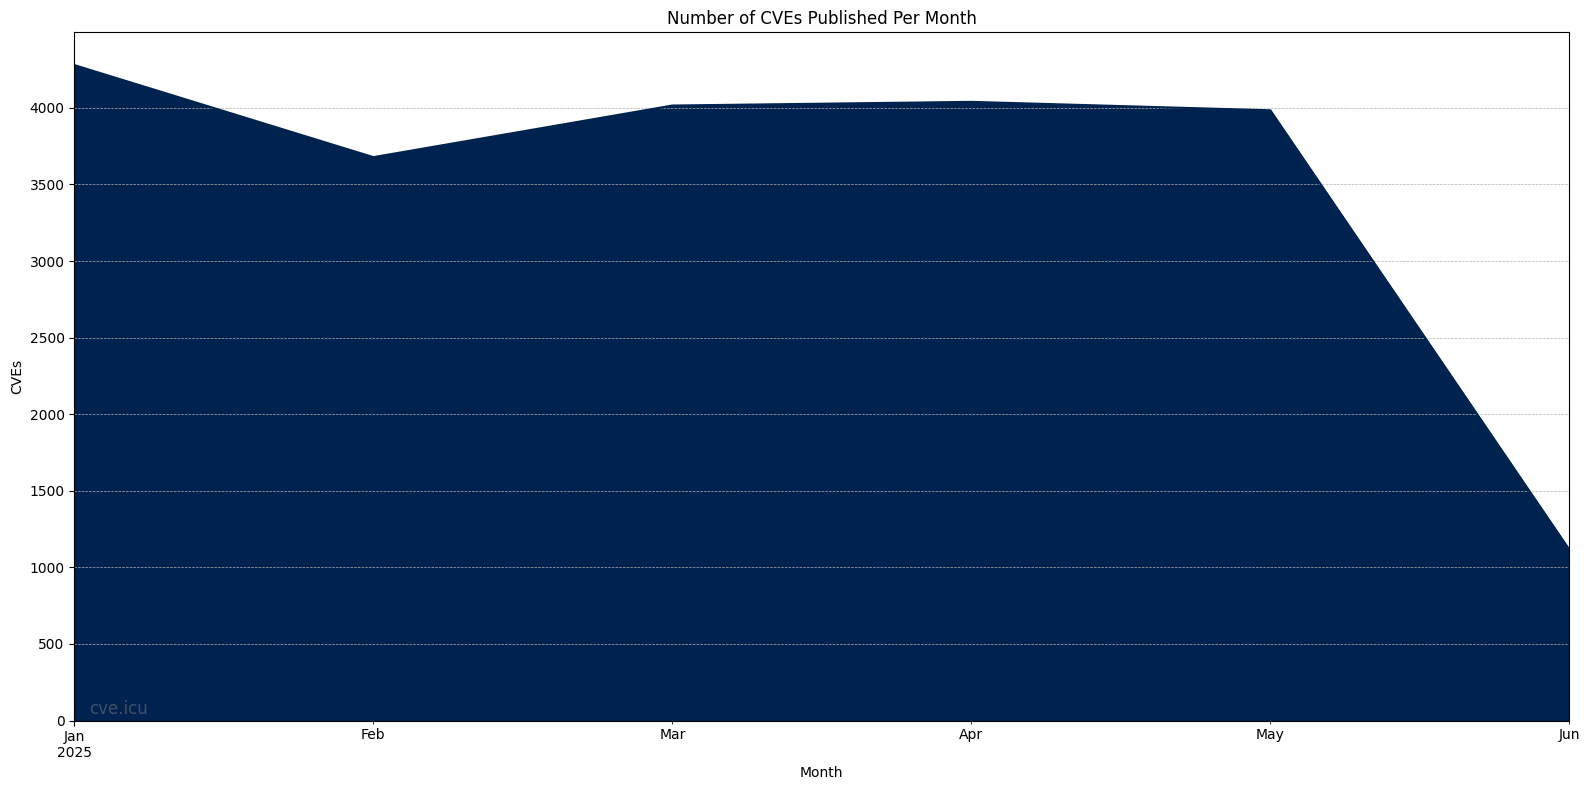 Number of CVEs Published Per Month
4000
3500
3000
2500
2000
1500
1000
500
0
CVEs
cve.icu
Jan Feb Mar Apr May Jun
2025
Month